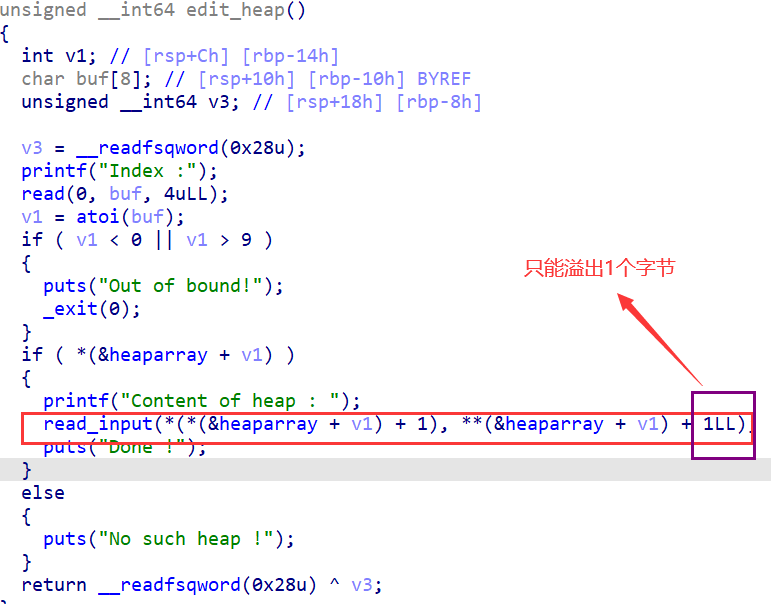 unsigned __int64 edit_heap()
{
  int v1; // [rsp+Ch] [rbp-14h]
  char buf[8]; // [rsp+10h] [rbp-10h] BYREF
  unsigned __int64 v3; // [rsp+18h] [rbp-8h]
  v3 = __readfsqword(0x28u);
  printf("Index :");
  read(0, buf, 4uLL);
  v1 = atoi(buf);
  if ( v1 < 0 || v1 > 9 )
  {
只能溢出1个字节
    puts("Out of bound!");
    _exit(0);
  }
  if ( *(&heaparray + v1) )
  {
    printf("Content of heap : ");
    read_input(*(*(&heaparray + v1) + 1), **(&heaparray + v1) + 1LL)
    puts("Done !");
  }
  else
  {
    puts("No such heap !");
  }
  return __readfsqword(0x28u) ^ v3;